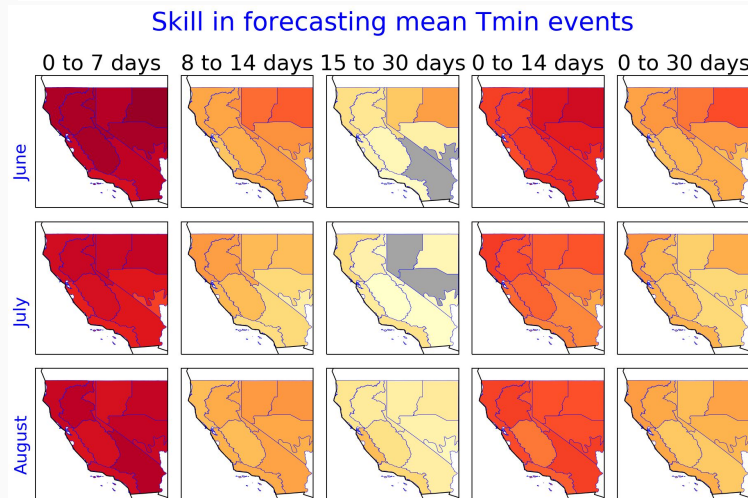 Skill in forecasting mean Tmin events
0 to 7 days 8 to 14 days 15 to 30 days 0 to 14 days 0 to 30 days
June
July
August